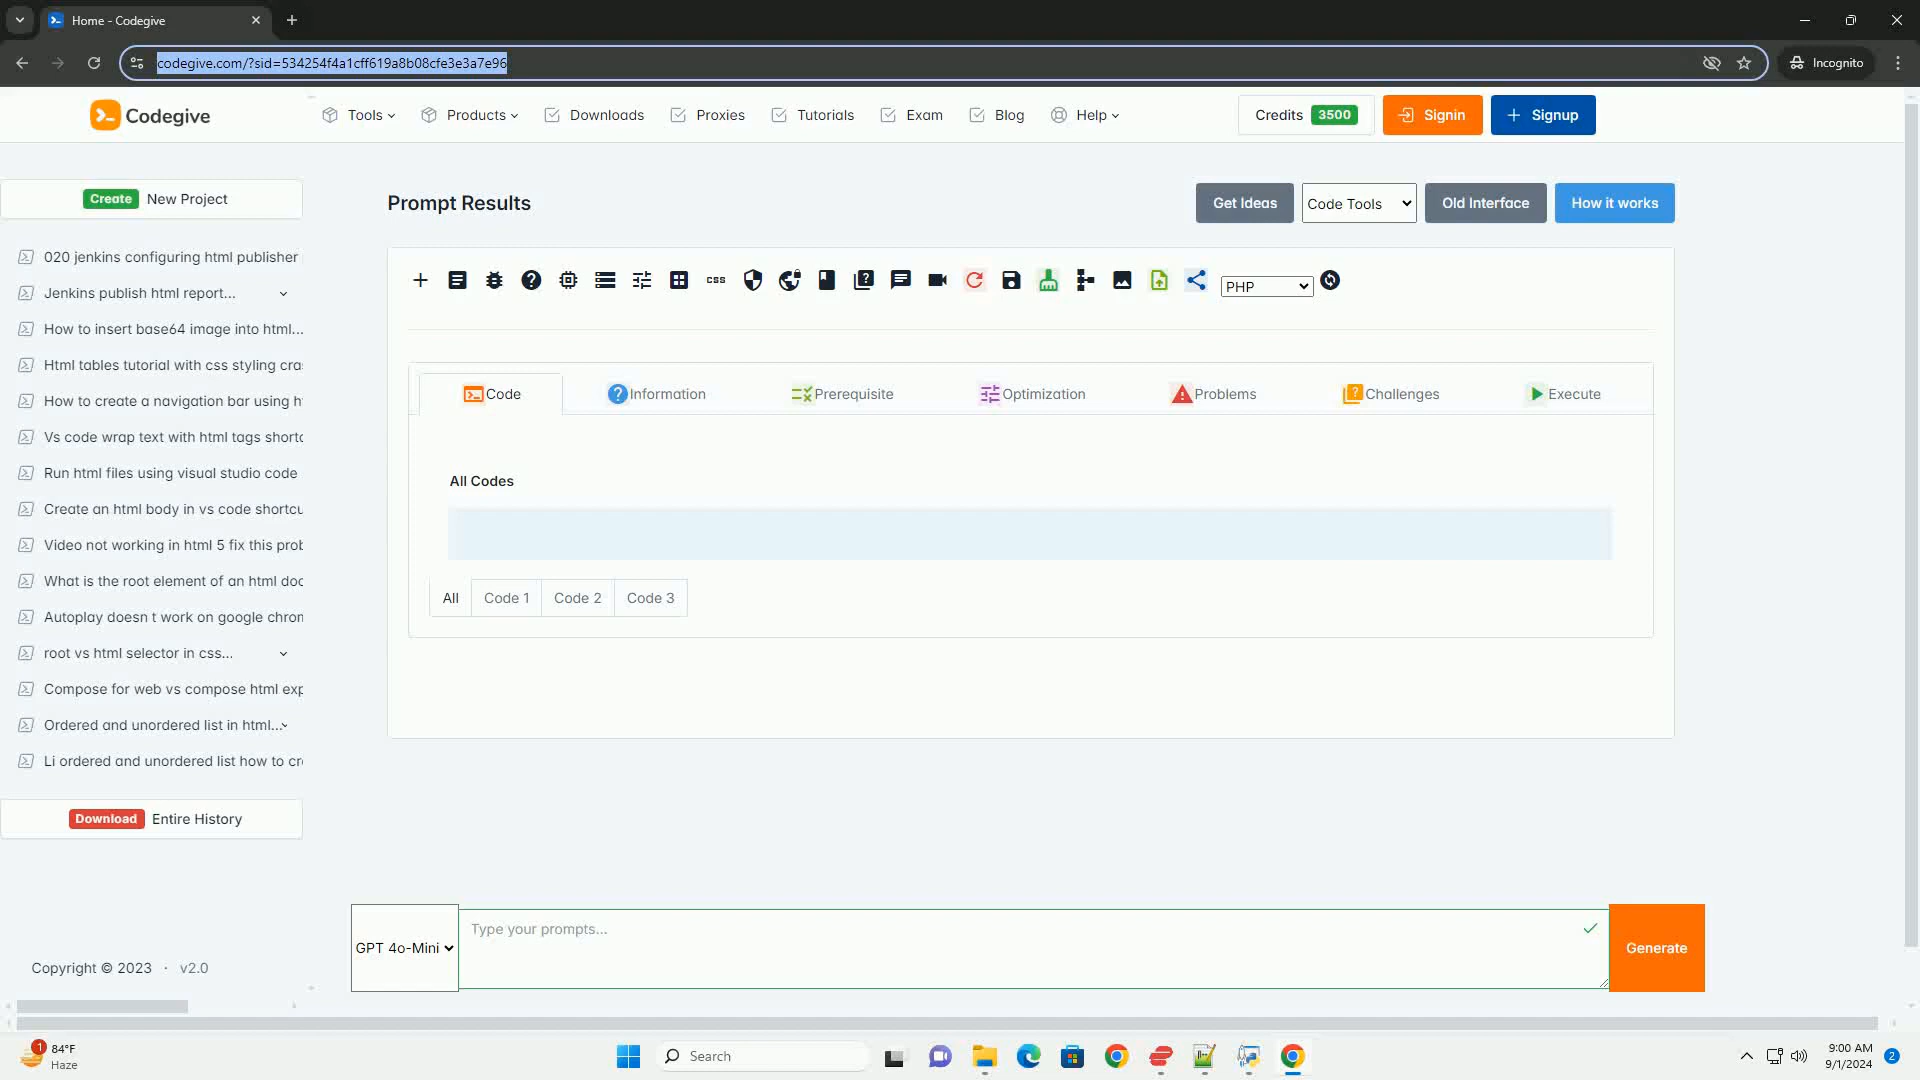 Home - Codegive
codegive.com/?sid=534254f4a1cff619a8b08cfe3e3a7e96
Incognito
Codegive
Tools
Products
Downloads
Proxies
Tutorials
Exam
Blog
Help
Credits 3500
Signin
Signup
Create New Project
020 jenkins configuring html publisher
Jenkins publish html report...
How to insert base64 image into html...
Html tables tutorial with css styling cra
How to create a navigation bar using h
Vs code wrap text with html tags shortc
Run html files using visual studio code
Create an html body in vs code shortcu
Video not working in html 5 fix this prob
What is the root element of an html doc
Autoplay doesn t work on google chron
root vs html selector in css...
Compose for web vs compose html exp
Ordered and unordered list in html...
Li ordered and unordered list how to cr
Download Entire History
Copyright © 2023 · v2.0
Prompt Results
Get Ideas
Code Tools
Old Interface
How it works
css
PHP
Code
Information
Prerequisite
Optimization
Problems
Challenges
Execute
All Codes
All
Code 1
Code 2
Code 3
GPT 4o-Mini
Type your prompts...
Generate
1
84°F
Haze
Search
9:00 AM
9/1/2024
2